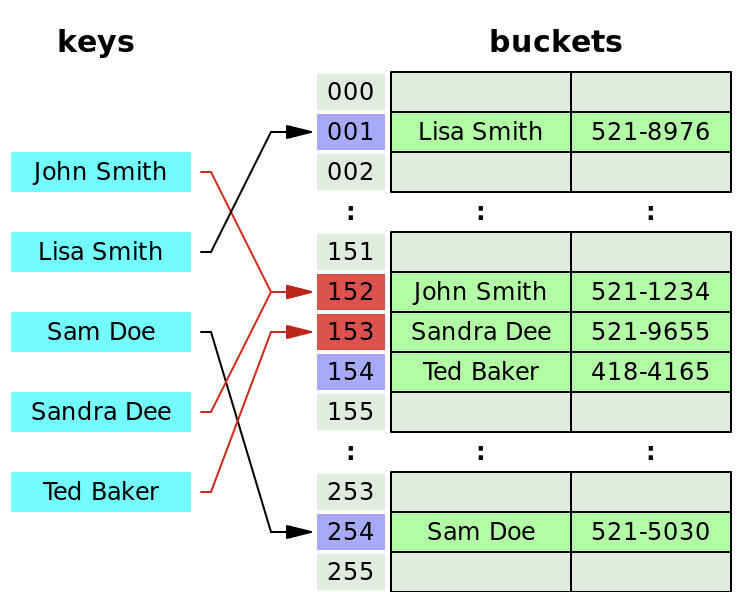 keys
buckets
John Smith
Lisa Smith
Sam Doe
Sandra Dee
Ted Baker
000
001 Lisa Smith 521-8976
002
: : :
151
152 John Smith 521-1234
153 Sandra Dee 521-9655
154 Ted Baker 418-4165
155
: : :
253
254 Sam Doe 521-5030
255